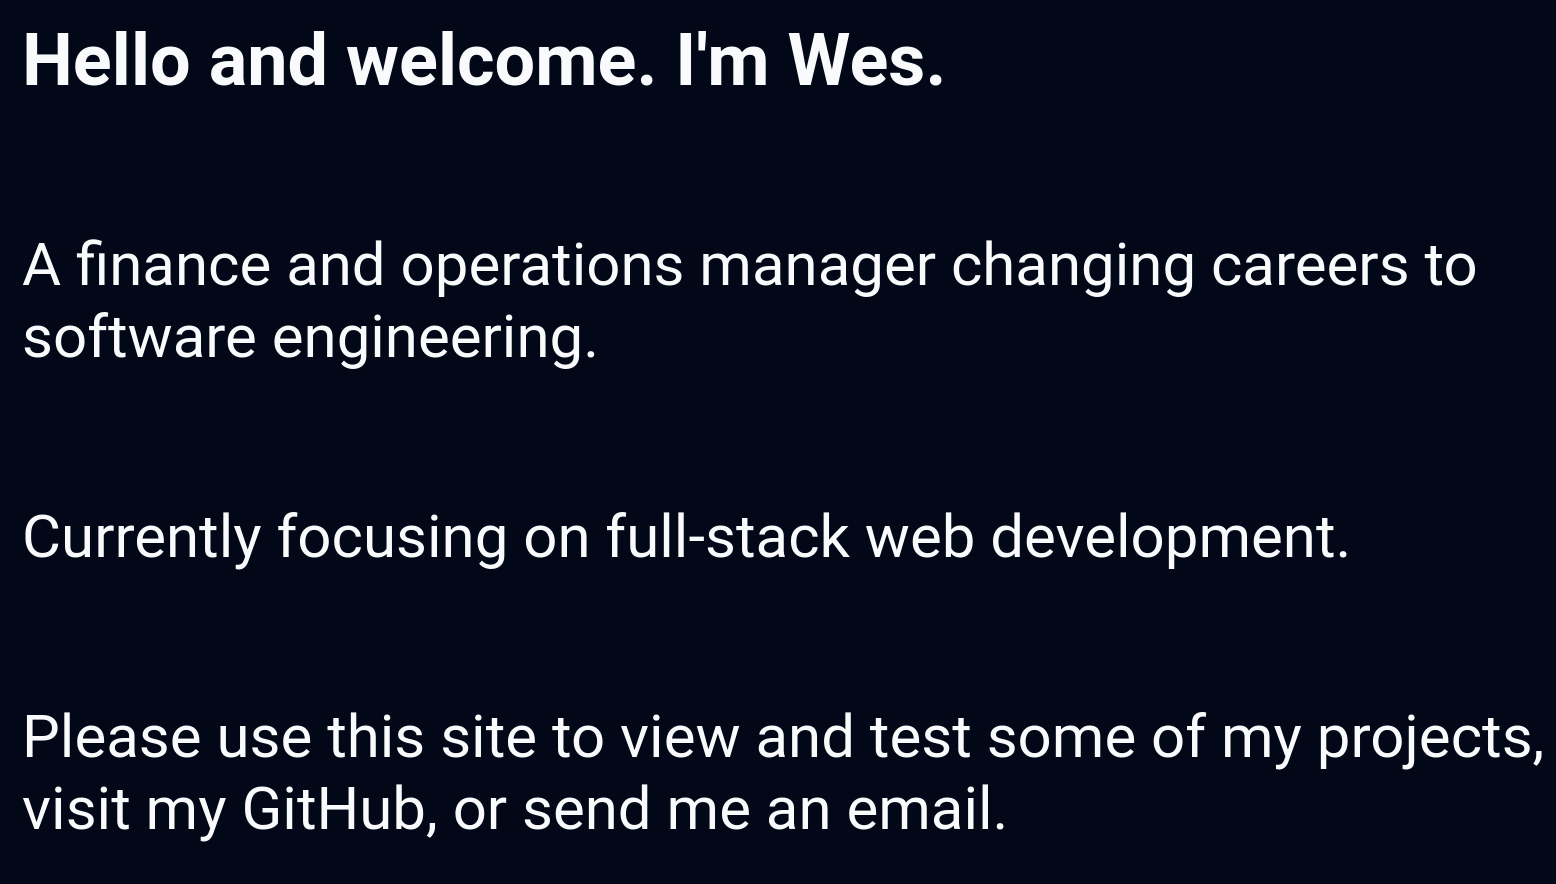 Hello and welcome. I'm Wes.
A finance and operations manager changing careers to
software engineering.
Currently focusing on full-stack web development.
Please use this site to view and test some of my projects,
visit my GitHub, or send me an email.